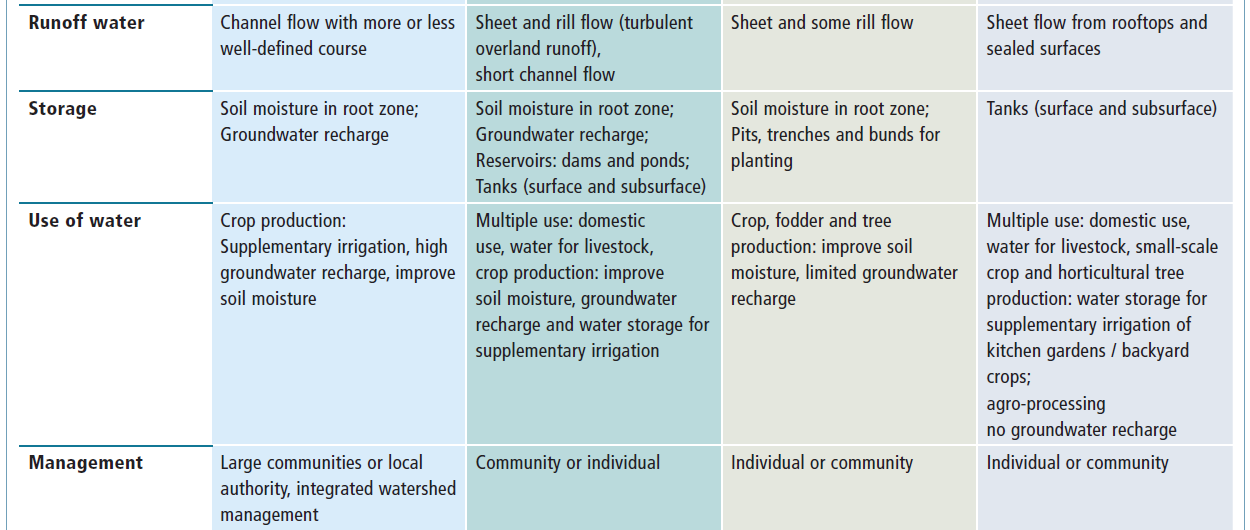 Runoff water
Channel flow with more or less
well-defined course
Sheet and rill flow (turbulent
overland runoff),
short channel flow
Sheet and some rill flow
Sheet flow from rooftops and
sealed surfaces
Storage
Soil moisture in root zone;
Groundwater recharge
Soil moisture in root zone;
Groundwater recharge;
Reservoirs: dams and ponds;
Tanks (surface and subsurface)
Soil moisture in root zone;
Pits, trenches and bunds for
planting
Tanks (surface and subsurface)
Use of water
Crop production:
Supplementary irrigation, high
groundwater recharge, improve
soil moisture
Multiple use: domestic
use, water for livestock,
crop production: improve
soil moisture, groundwater
recharge and water storage for
supplementary irrigation
Crop, fodder and tree
production: improve soil
moisture, limited groundwater
recharge
Multiple use: domestic use,
water for livestock, small-scale
crop and horticultural tree
production: water storage for
supplementary irrigation of
kitchen gardens / backyard
crops;
agro-processing
no groundwater recharge
Management
Large communities or local
authority, integrated watershed
management
Community or individual
Individual or community
Individual or community